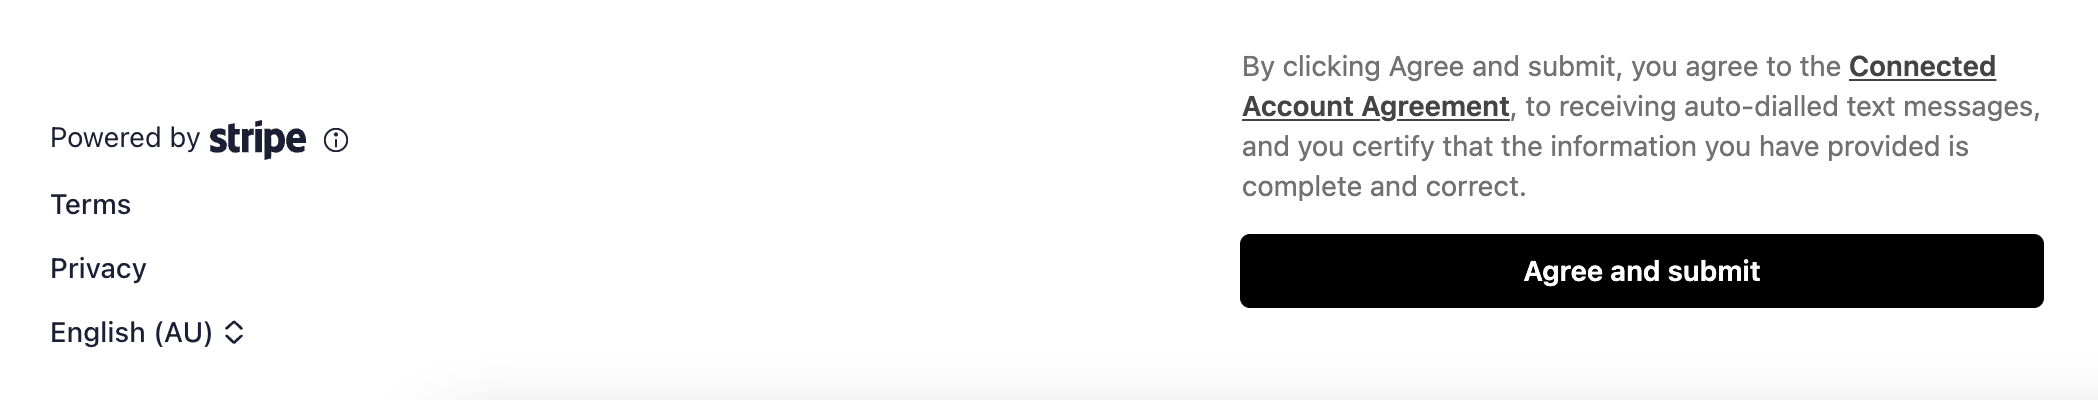 Powered by stripe
Terms
Privacy
English (AU)
By clicking Agree and submit, you agree to the Connected
Account Agreement, to receiving auto-dialled text messages,
and you certify that the information you have provided is
complete and correct.
Agree and submit